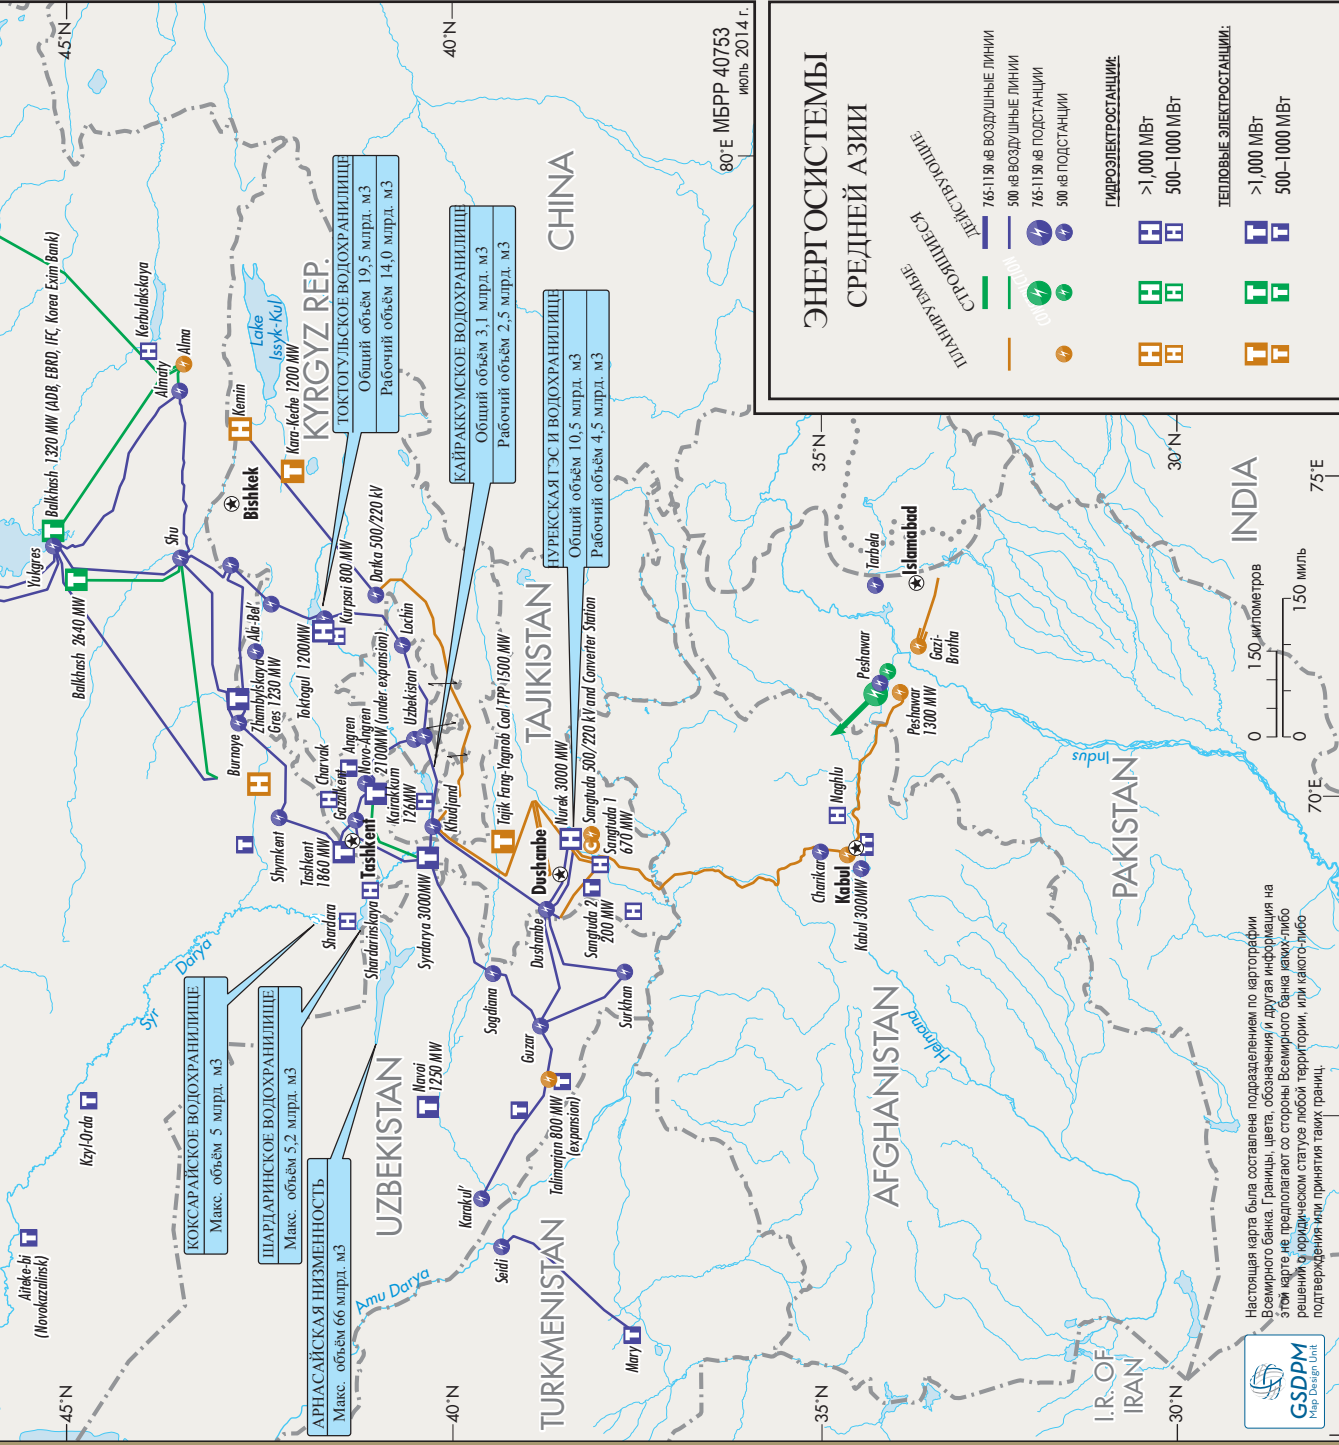 ЭНЕРГОСИСТЕМЫ
СРЕДНЕЙ АЗИИ
ПЛАНИРУЕМЫЕ
СТРОЯЩИЕСЯ
ДЕЙСТВУЮЩИЕ
765-1150 кВ ВОЗДУШНЫЕ ЛИНИИ
500 кВ ВОЗДУШНЫЕ ЛИНИИ
765-1150 кВ ПОДСТАНЦИИ
500 кВ ПОДСТАНЦИИ
ГИДРОЭЛЕКТРОСТАНЦИИ:
>1,000 МВт
500–1000 МВт
ТЕПЛОВЫЕ ЭЛЕКТРОСТАНЦИИ:
>1,000 МВт
500–1000 МВт
МБРР 40753
июль 2014 г.
80°E
45°N
40°N
35°N
30°N
75°E
70°E
45°N
40°N
35°N
30°N
Balkhash 1320 MW (ADB, EBRD, IFC, Korea Exim Bank)
Yukgres
Balkhash 2640 MW
Kerbulakskaya
Almaty
Alma
Shu
Lake
Issyk-Kul
Kemin
Bishkek
Kara-Keche 1200 MW
KYRGYZ REP.
CHINA
ТОКТОГУЛЬСКОЕ ВОДОХРАНИЛИЩЕ
Общий объём 19,5 млрд. м3
Рабочий объём 14,0 млрд. м3
КАЙРАККУМСКОЕ ВОДОХРАНИЛИЩЕ
Общий объём 3,1 млрд. м3
Рабочий объём 2,5 млрд. м3
НУРЕКСКАЯ ГЭС И ВОДОХРАНИЛИЩЕ
Общий объём 10,5 млрд. м3
Рабочий объём 4,5 млрд. м3
Burnoye
Zhambylskaya
Gres 1230 MW
Ala-Bel'
Toktogul 1200MW
Kurpsai 800 MW
Datka 500/220 kV
Lochin
Uzbekiston
Shymkent
Charvak
Gazalkent
Angren
Novo-Angren
2100MW (under expansion)
Kairakkum
126MW
Khudjand
Tashkent
1860 MW
Tashkent
Shardara
Shardarinskaya
Syrdarya 3000MW
TAJIKISTAN
Tajik Fang-Yagnob Coal TPP 1500 MW
Nurek 3000 MW
Sangtuda 500/220 kV and Converter Station
Sangtuda 1
670 MW
Dushanbe
Dushanbe
Sangtuda 2
200 MW
Sogdiana
Guzar
Surkhan
Navoi
1250 MW
Talimarjan 800 MW
(expansion)
Karakul'
Seidi
Mary
UZBEKISTAN
TURKMENISTAN
AFGHANISTAN
PAKISTAN
INDIA
I.R. OF
IRAN
Syr
Darya
Amu Darya
Helmand
Indus
Kzyl-Orda
Aiteke-bi
(Novokazalinsk)
КОКСАРАЙСКОЕ ВОДОХРАНИЛИЩЕ
Макс. объём 5 млрд. м3
ШАРДАРИНСКОЕ ВОДОХРАНИЛИЩЕ
Макс. объём 5,2 млрд. м3
АРНАСАЙСКАЯ НИЗМЕННОСТЬ
Макс. объём 66 млрд. м3
Charikar
Kabul
Kabul 300MW
Naghlu
Peshawar
Peshawar
1300 MW
Gazi-
Brotha
Tarbela
Islamabad
0 150 километров
0 150 миль
Настоящая карта была составлена подразделением по картографии
Всемирного банка. Границы, цвета, обозначения и другая информация на
этой карте не предполагают со стороны Всемирного банка каких-либо
решений о юридическом статусе любой территории, или какого-либо
подтверждения или принятия таких границ.
GSDPM
Map Design Unit